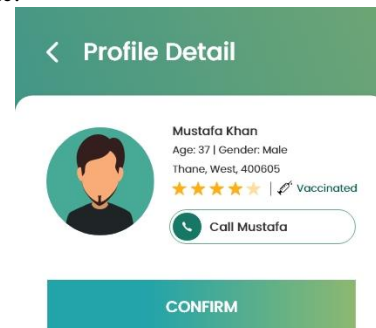 Profile Detail
Mustafa Khan
Age: 37 | Gender: Male
Thane, West, 400605
Vaccinated
Call Mustafa
CONFIRM